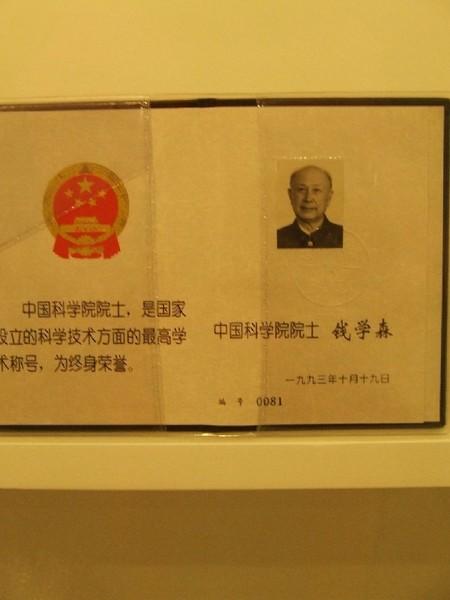 中国科学院院士，是国家
设立的科学技术方面的最高学
术称号，为终身荣誉。
中国科学院院士 钱学森
一九九三年十月十九日
编号 0081